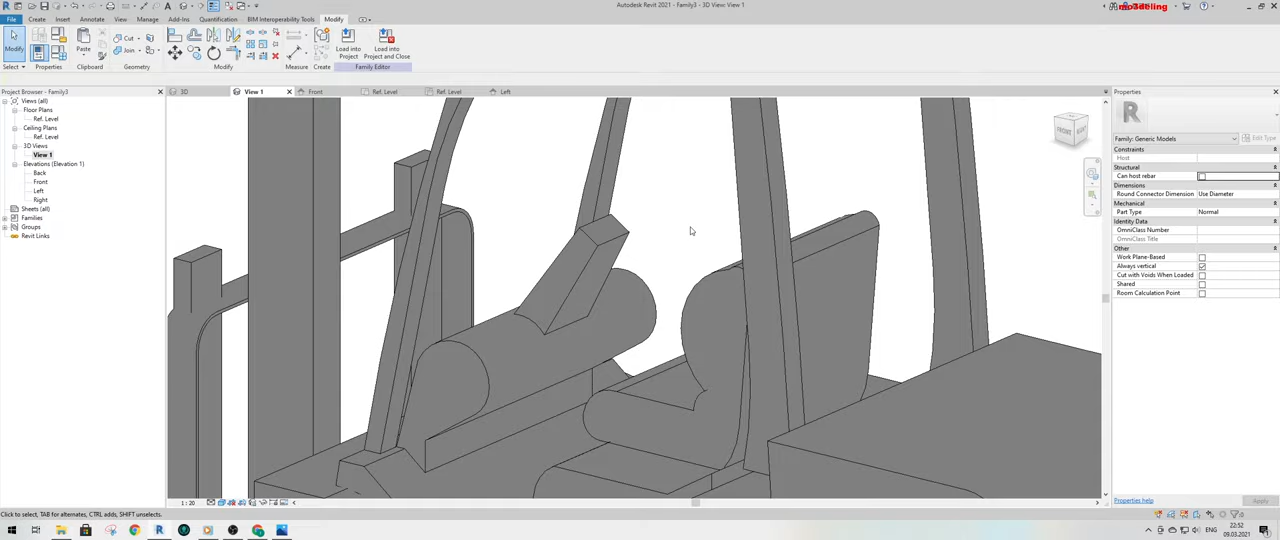 Autodesk Revit 2021 - Family3 - 3D View: View 1
modeling
File Create Insert Annotate View Manage Add-Ins Quantification BIM Interoperability Tools Modify
Modify
Paste
Cut
Join
Load into
Project
Load into
Project and Close
Select Properties Clipboard Geometry Modify Measure Create Family Editor
Project Browser - Family3
Views (all)
Floor Plans
Ref. Level
Ceiling Plans
Ref. Level
3D Views
View 1
Elevations (Elevation 1)
Back
Front
Left
Right
Sheets (all)
Families
Groups
Revit Links
3D View 1 Front Ref. Level Ref. Level Left
FRONT
Properties
R
Family: Generic Models Edit Type
Constraints
Host
Structural
Can host rebar
Dimensions
Round Connector Dimension Use Diameter
Mechanical
Part Type Normal
Identity Data
OmniClass Number
OmniClass Title
Other
Work Plane-Based
Always vertical
Cut with Voids When Loaded
Shared
Room Calculation Point
Properties help Apply
1 : 20
Click to select, TAB for alternates, CTRL adds, SHIFT unselects.
:0
ENG
22:52
09.03.2021